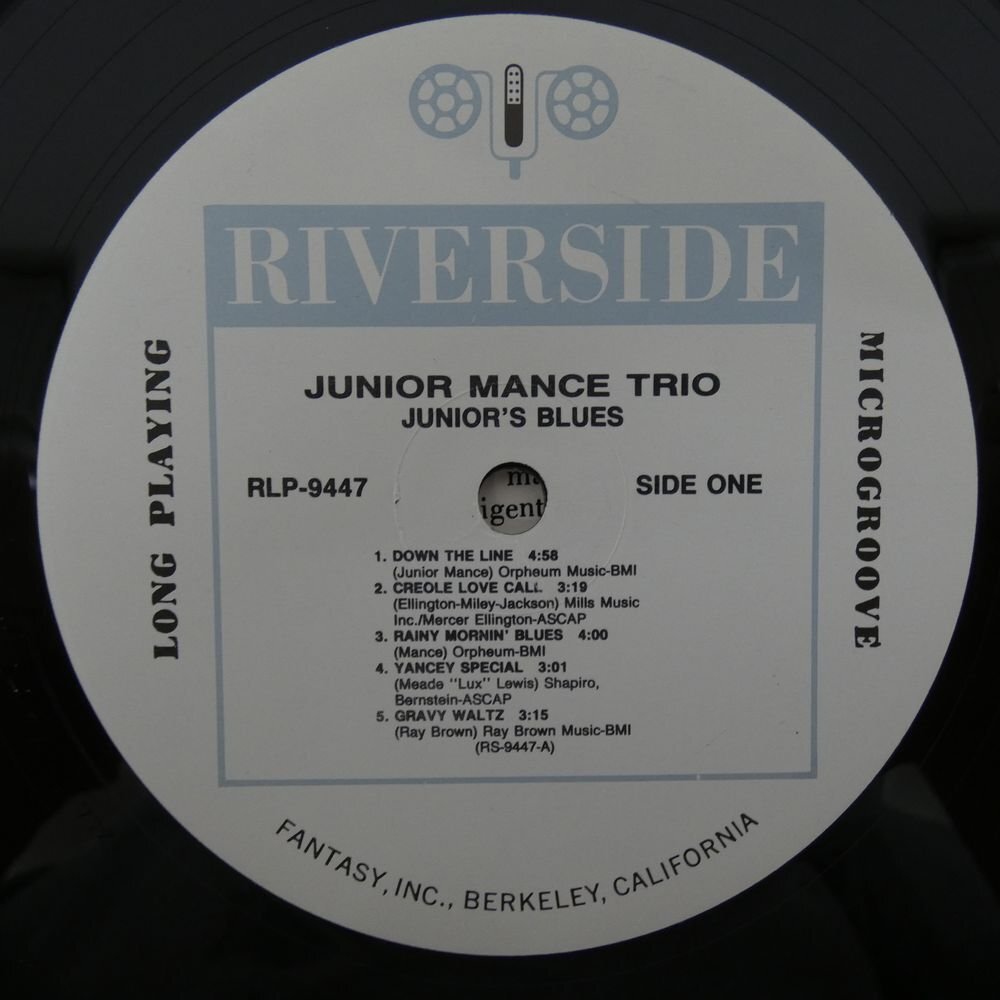 RIVERSIDE
LONG PLAYING
MICROGROOVE
JUNIOR MANCE TRIO
JUNIOR'S BLUES
RLP-9447
SIDE ONE
igent
1. DOWN THE LINE 4:58
(Junior Mance) Orpheum Music-BMI
2. CREOLE LOVE CALL 3:19
(Ellington-Miley-Jackson) Mills Music
Inc./Mercer Ellington-ASCAP
3. RAINY MORNIN' BLUES 4:00
(Mance) Orpheum-BMI
4. YANCEY SPECIAL 3:01
(Meade "Lux" Lewis) Shapiro,
Bernstein-ASCAP
5. GRAVY WALTZ 3:15
(Ray Brown) Ray Brown Music-BMI
(RS-9447-A)
FANTASY, INC., BERKELEY, CALIFORNIA